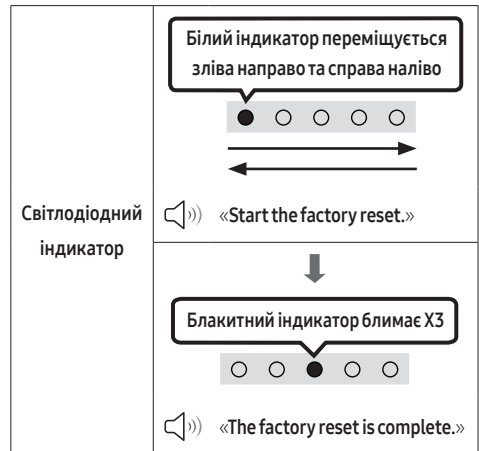 Білий індикатор переміщується
зліва направо та справа наліво
«Start the factory reset.»
Світлодіодний
індикатор
Блакитний індикатор блимає X3
«The factory reset is complete.»